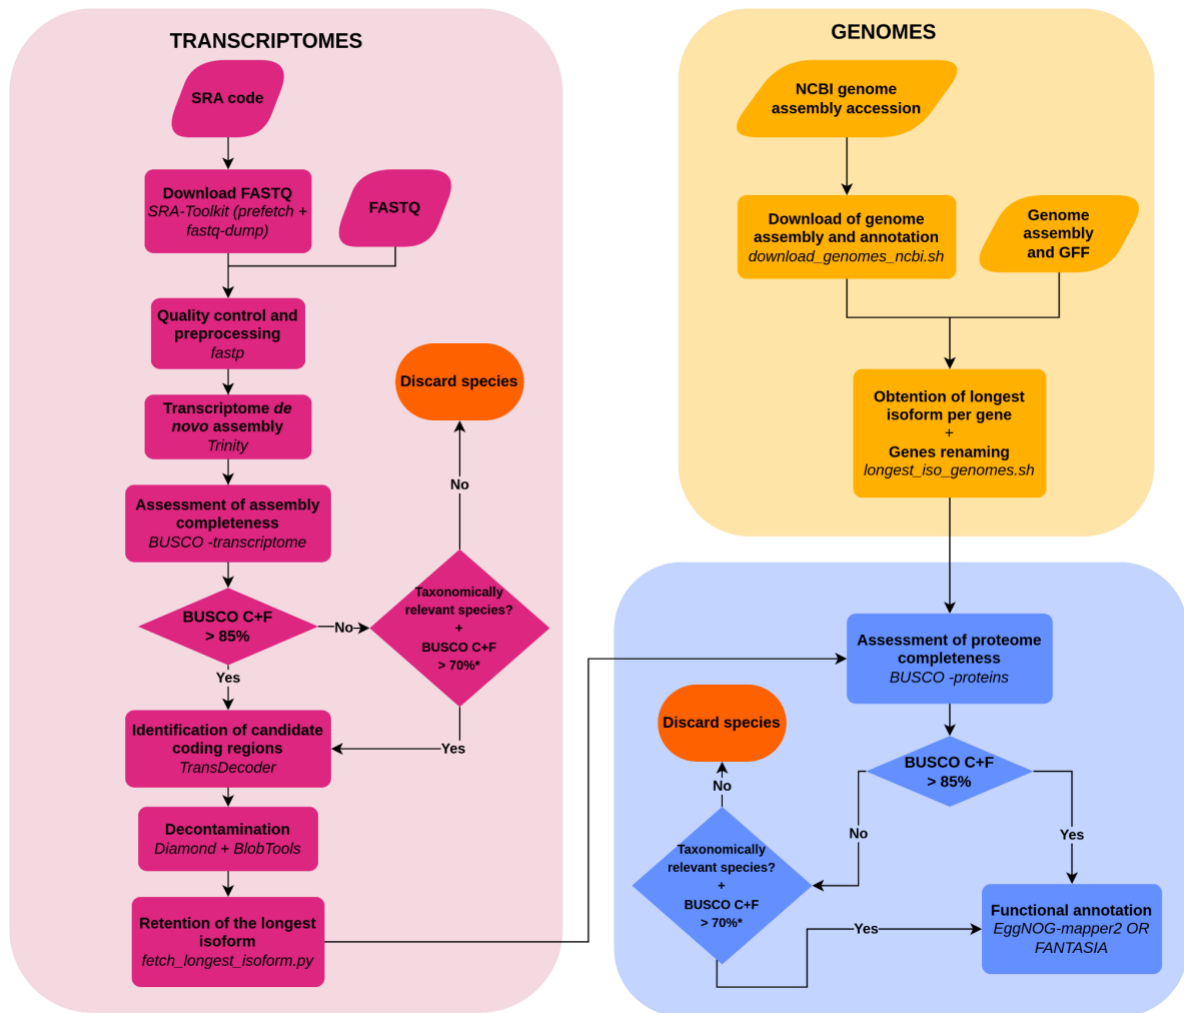 TRANSCRIPTOMES
SRA code
Download FASTQ
SRA-Toolkit (prefetch +
fastq-dump)
FASTQ
Quality control and
preprocessing
fastp
Transcriptome de
novo assembly
Trinity
Assessment of assembly
completeness
BUSCO -transcriptome
BUSCO C+F
> 85%
No
Taxonomically
relevant species?
+
BUSCO C+F
> 70%*
No
Discard species
Yes
Yes
Identification of candidate
coding regions
TransDecoder
Decontamination
Diamond + BlobTools
Retention of the longest
isoform
fetch_longest_isoform.py
GENOMES
NCBI genome
assembly accession
Download of genome
assembly and annotation
download_genomes_ncbi.sh
Genome
assembly
and GFF
Obtention of longest
isoform per gene
+
Genes renaming
longest_iso_genomes.sh
Assessment of proteome
completeness
BUSCO -proteins
BUSCO C+F
> 85%
No
Yes
Taxonomically
relevant species?
+
BUSCO C+F
> 70%*
No
Discard species
Yes
Functional annotation
EggNOG-mapper2 OR
FANTASIA